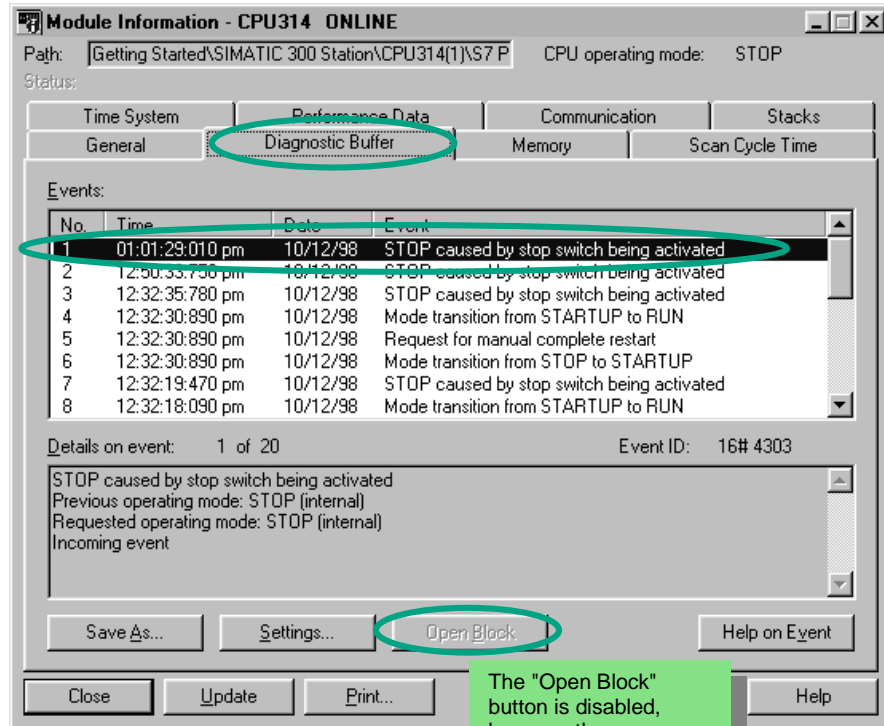 Module Information - CPU314 ONLINE
Path: Getting Started\SIMATIC 300 Station\CPU314(1)\S7 P CPU operating mode: STOP
Status:
Time System Performance Data Communication Stacks
General Diagnostic Buffer Memory Scan Cycle Time
Events:
No. Time Date Event
1 01:01:29:010 pm 10/12/98 STOP caused by stop switch being activated
2 12:50:33:750 pm 10/12/98 STOP caused by stop switch being activated
3 12:32:35:780 pm 10/12/98 STOP caused by stop switch being activated
4 12:32:30:890 pm 10/12/98 Mode transition from STARTUP to RUN
5 12:32:30:890 pm 10/12/98 Request for manual complete restart
6 12:32:30:890 pm 10/12/98 Mode transition from STOP to STARTUP
7 12:32:19:470 pm 10/12/98 STOP caused by stop switch being activated
8 12:32:18:090 pm 10/12/98 Mode transition from STARTUP to RUN
Details on event: 1 of 20 Event ID: 16# 4303
STOP caused by stop switch being activated
Previous operating mode: STOP (internal)
Requested operating mode: STOP (internal)
Incoming event
Save As... Settings... Open Block Help on Event
Close Update Print... Help
The "Open Block"
button is disabled,